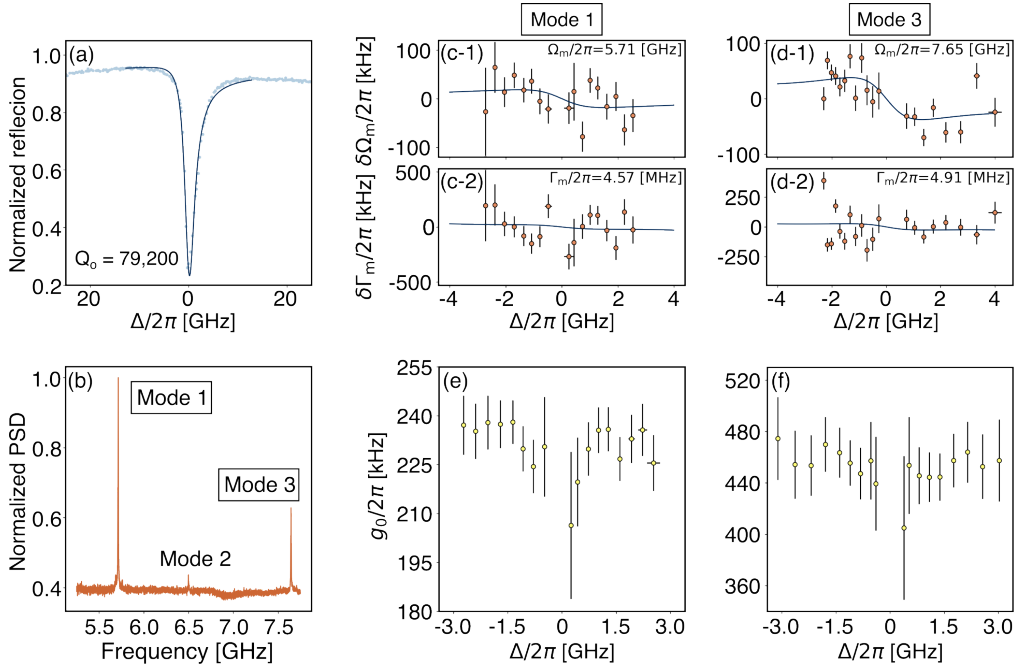 Mode 1
Mode 3
(a)
Normalized reflecion
1.0
0.8
0.6
0.4
0.2
Qₒ = 79,200
20
0
20
Δ/2π [GHz]
(c-1)
Ωₘ/2π=5.71 [GHz]
δΩₘ/2π [kHz]
100
0
-100
(c-2)
Γₘ/2π=4.57 [MHz]
δΓₘ/2π [kHz]
500
0
-500
-4
-2
0
2
4
Δ/2π [GHz]
(d-1)
Ωₘ/2π=7.65 [GHz]
100
0
-100
(d-2)
Γₘ/2π=4.91 [MHz]
250
0
-250
-4
-2
0
2
4
Δ/2π [GHz]
(b)
Normalized PSD
1.0
0.8
0.6
0.4
Mode 1
Mode 2
Mode 3
5.5
6.0
6.5
7.0
7.5
Frequency [GHz]
(e)
g₀/2π [kHz]
255
240
225
210
195
180
-3.0
-1.5
0
1.5
3.0
Δ/2π [GHz]
(f)
520
480
440
400
360
-3.0
-1.5
0
1.5
3.0
Δ/2π [GHz]